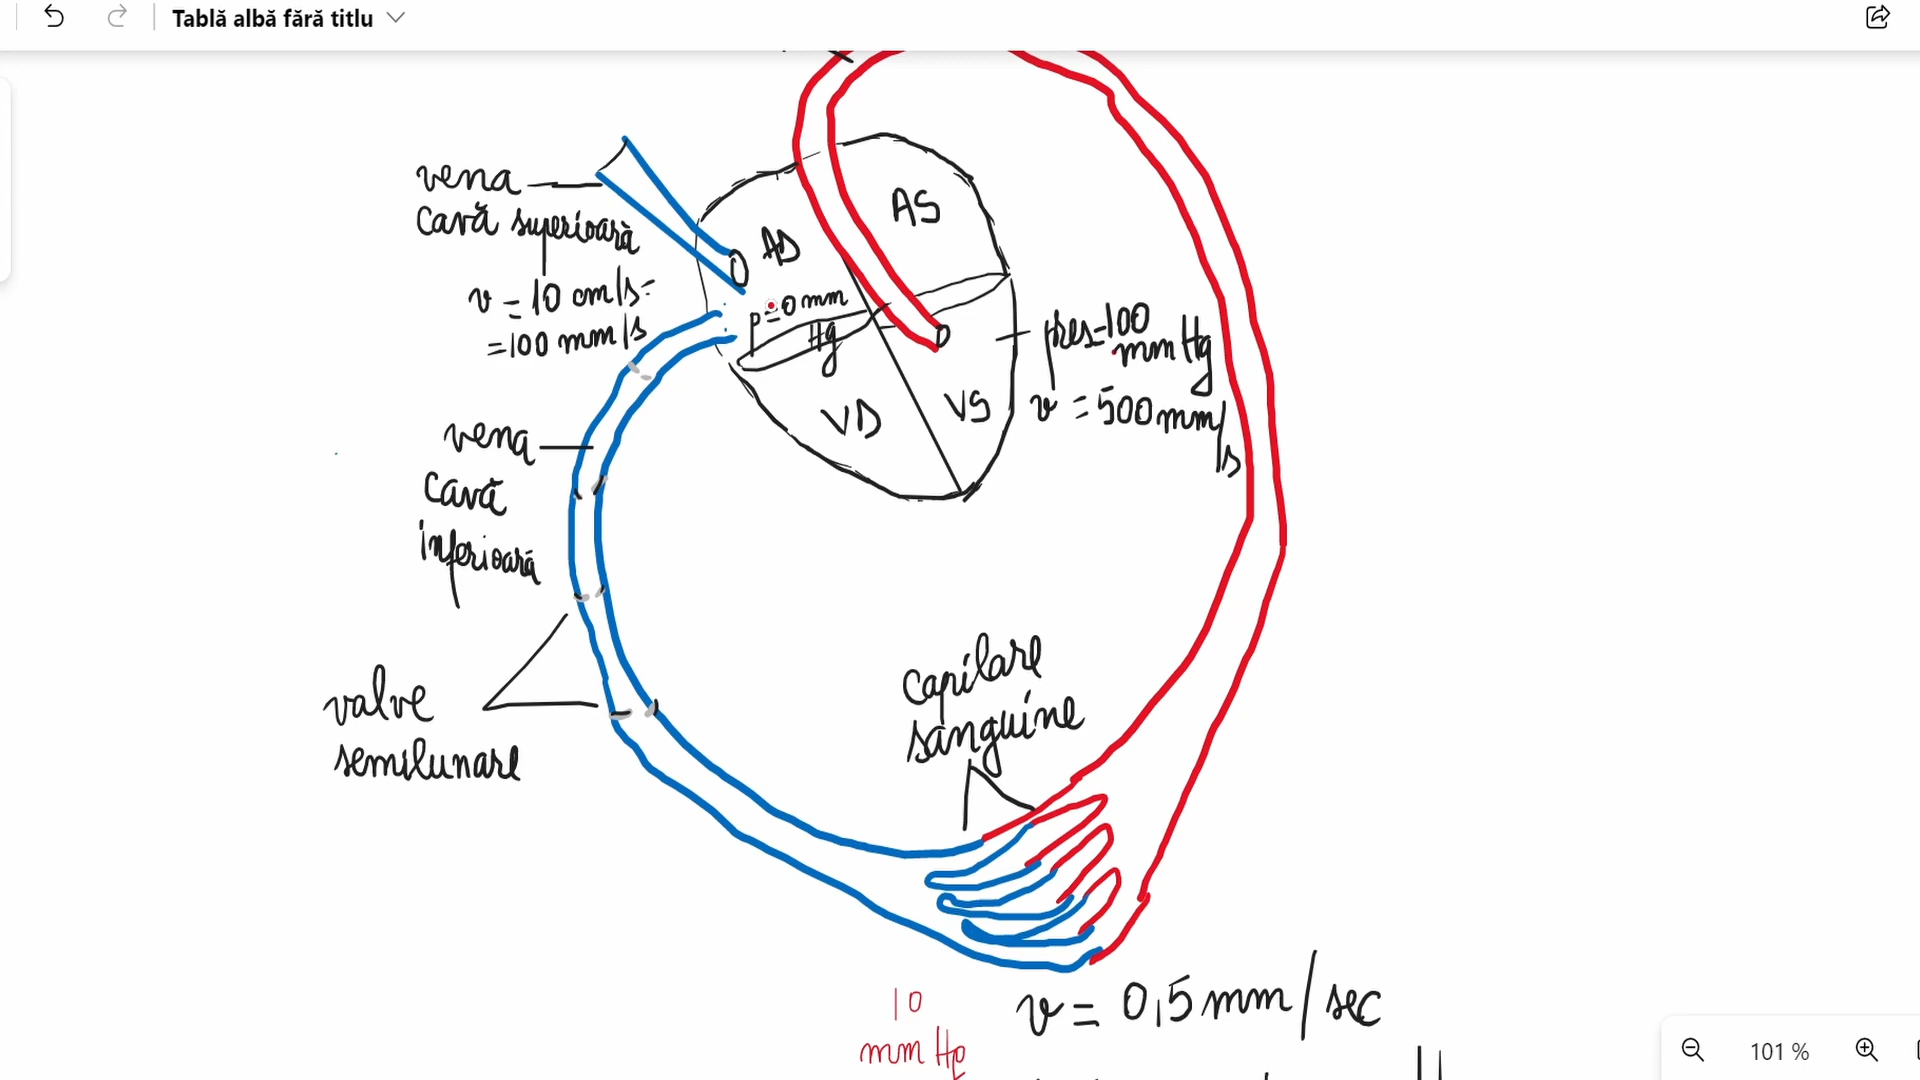 Tablă albă fără titlu
vena
cavă superioară
v = 10 cm/s=
=100 mm/s
AD
AS
p=0 mm
Hg
VD
VS
pres-100
mm Hg
v = 500 mm/
/s
vena
cavă
inferioară
valve
semilunare
capilare
sanguine
10
mm Hg
v = 0,5 mm/sec
101 %